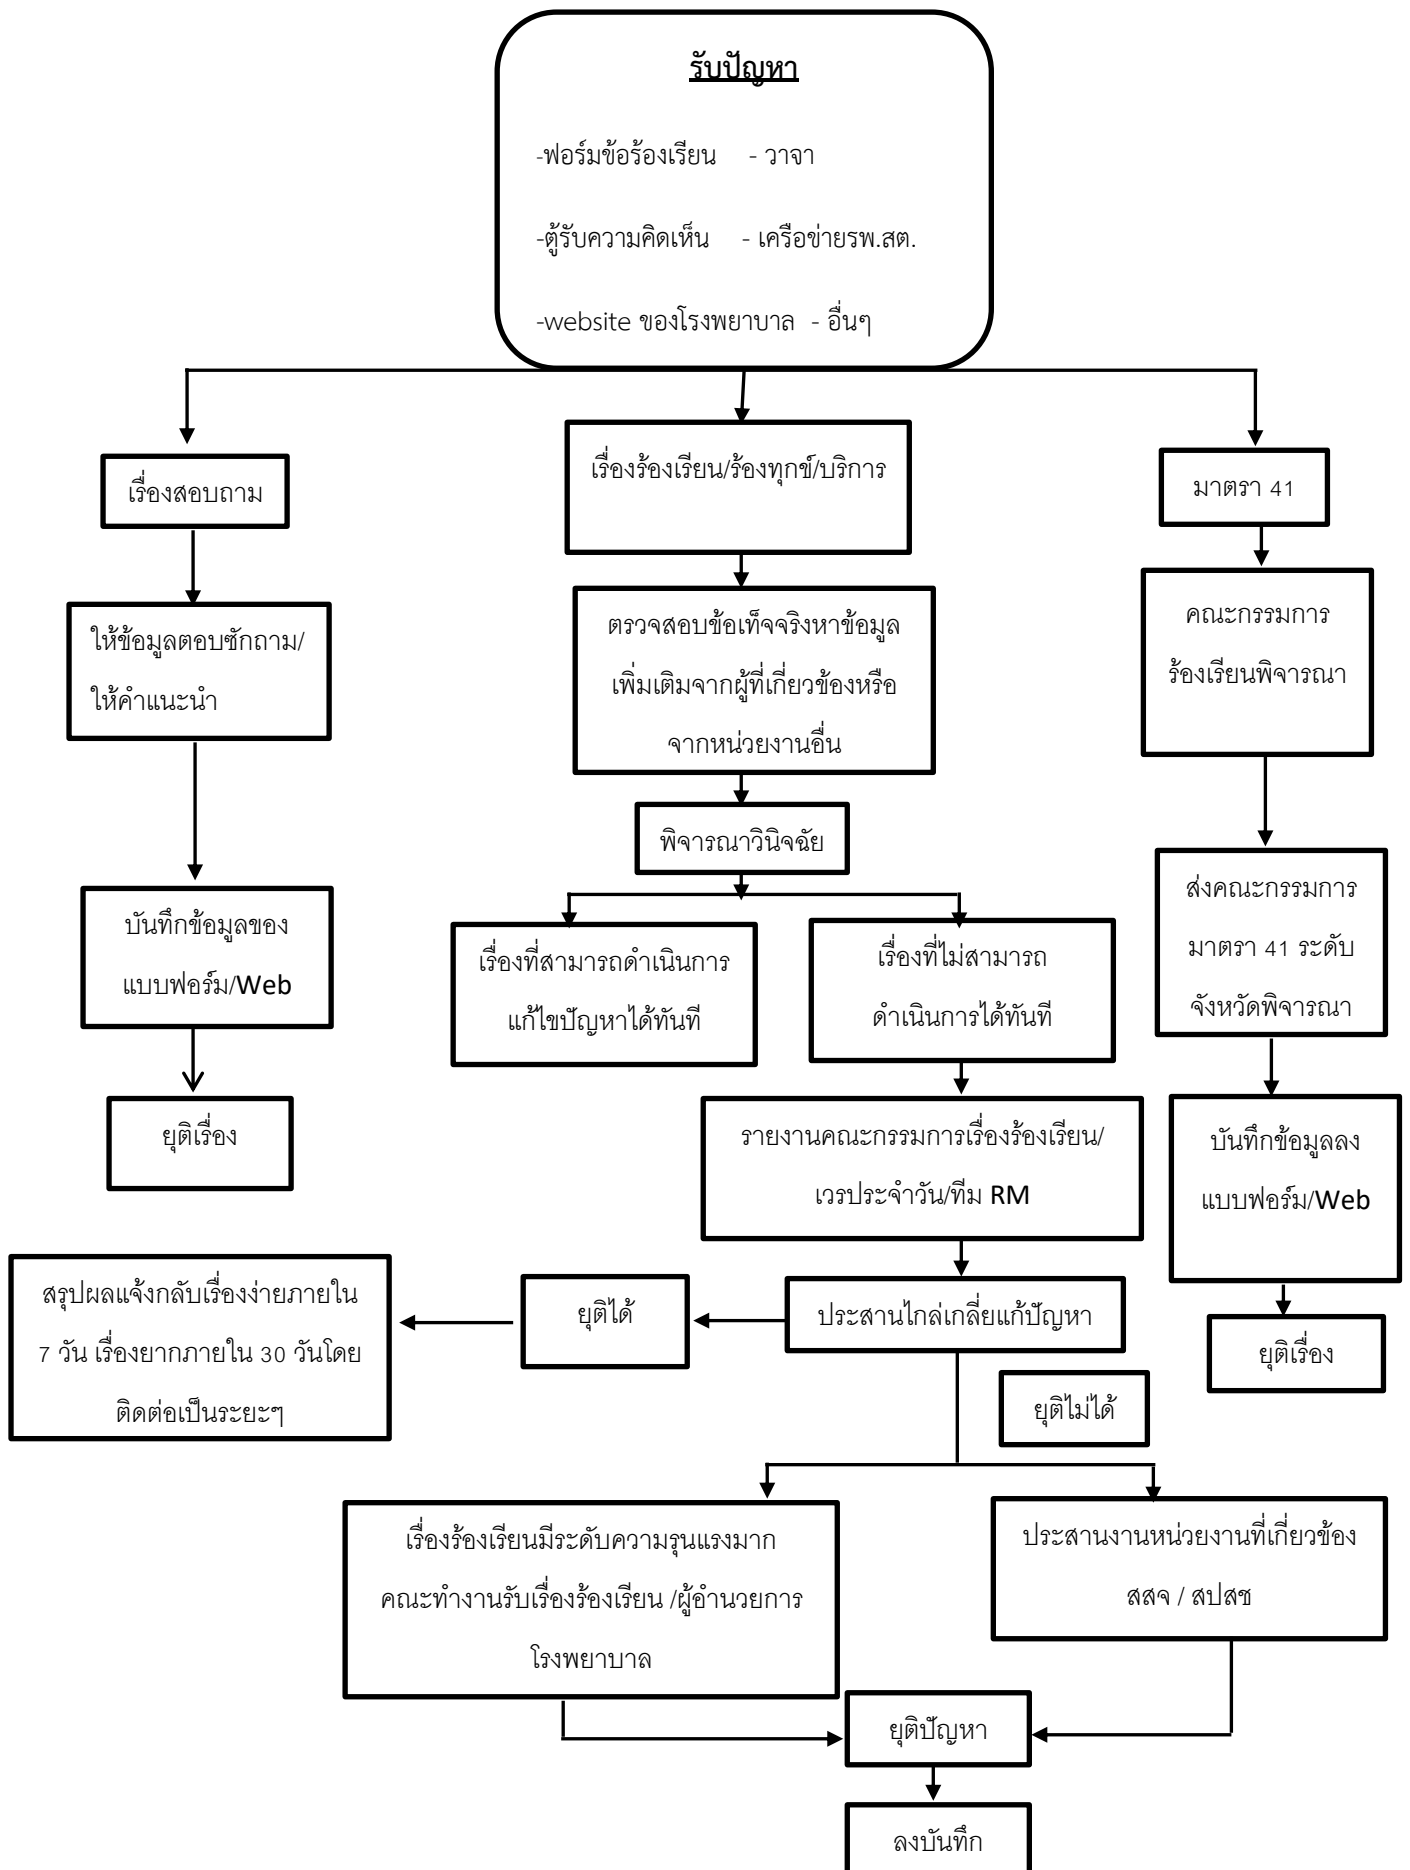 รับปัญหา
-ฟอร์มข้อร้องเรียน - วาจา
-ตู้รับความคิดเห็น - เครือข่ายรพ.สต.
-website ของโรงพยาบาล - อื่นๆ
เรื่องสอบถาม
ให้ข้อมูลตอบซักถาม/
ให้คำแนะนำ
บันทึกข้อมูลของ
แบบฟอร์ม/Web
ยุติเรื่อง
เรื่องร้องเรียน/ร้องทุกข์/บริการ
ตรวจสอบข้อเท็จจริงหาข้อมูล
เพิ่มเติมจากผู้ที่เกี่ยวข้องหรือ
จากหน่วยงานอื่น
พิจารณาวินิจฉัย
เรื่องที่สามารถดำเนินการ
แก้ไขปัญหาได้ทันที
เรื่องที่ไม่สามารถ
ดำเนินการได้ทันที
รายงานคณะกรรมการเรื่องร้องเรียน/
เวรประจำวัน/ทีม RM
ประสานไกล่เกลี่ยแก้ปัญหา
ยุติได้
สรุปผลแจ้งกลับเรื่องง่ายภายใน
7 วัน เรื่องยากภายใน 30 วันโดย
ติดต่อเป็นระยะๆ
ยุติไม่ได้
เรื่องร้องเรียนมีระดับความรุนแรงมาก
คณะทำงานรับเรื่องร้องเรียน /ผู้อำนวยการ
โรงพยาบาล
ประสานงานหน่วยงานที่เกี่ยวข้อง
สสจ / สปสช
ยุติปัญหา
ลงบันทึก
มาตรา 41
คณะกรรมการ
ร้องเรียนพิจารณา
ส่งคณะกรรมการ
มาตรา 41 ระดับ
จังหวัดพิจารณา
บันทึกข้อมูลลง
แบบฟอร์ม/Web
ยุติเรื่อง